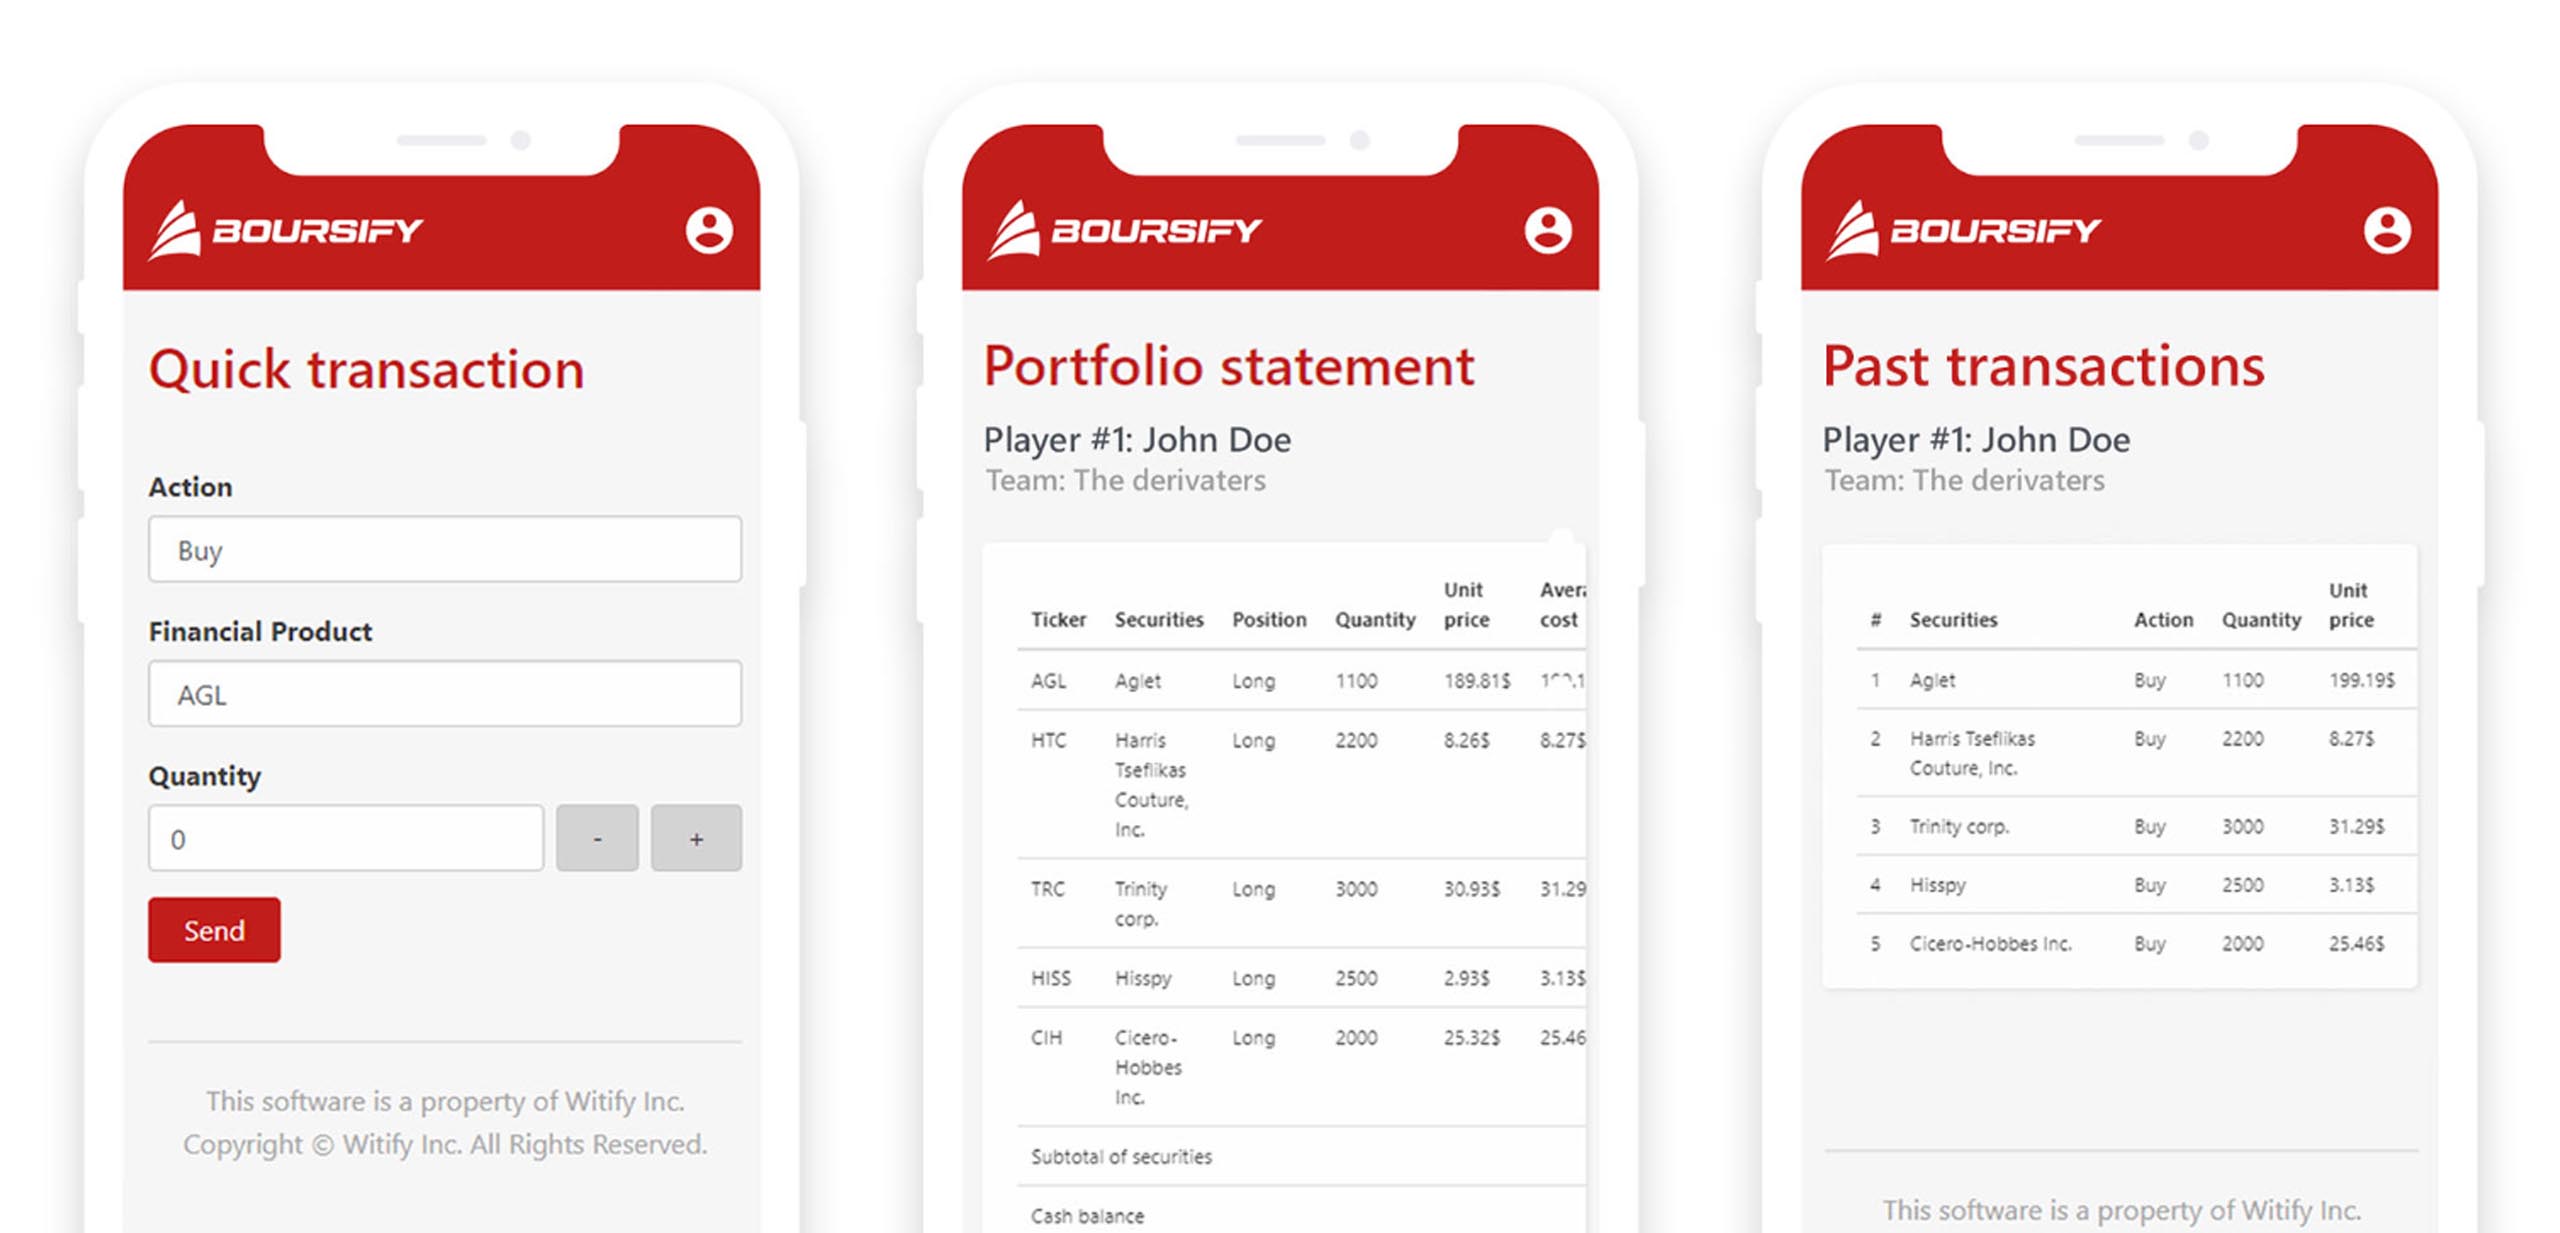 BOURSIFY
Quick transaction
Action
Buy
Financial Product
AGL
Quantity
0 - +
Send
This software is a property of Witify Inc.
Copyright © Witify Inc. All Rights Reserved.
BOURSIFY
Portfolio statement
Player #1: John Doe
Team: The derivaters
Ticker Securities Position Quantity Unit price cost
AGL Aglet Long 1100 189.81$
HTC Harris Tseflikas Couture, Inc. Long 2200 8.26$ 8.27$
TRC Trinity corp. Long 3000 30.93$ 31.29
HISS Hisspy Long 2500 2.93$ 3.13$
CIH Cicero-Hobbes Inc. Long 2000 25.32$ 25.46
Subtotal of securities
Cash balance
BOURSIFY
Past transactions
Player #1: John Doe
Team: The derivaters
# Securities Action Quantity Unit price
1 Aglet Buy 1100 199.19$
2 Harris Tseflikas Couture, Inc. Buy 2200 8.27$
3 Trinity corp. Buy 3000 31.29$
4 Hisspy Buy 2500 3.13$
5 Cicero-Hobbes Inc. Buy 2000 25.46$
This software is a property of Witify Inc.